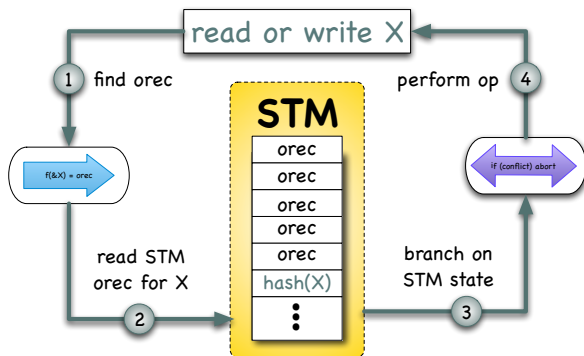 read or write X
1
find orec
perform op
4
STM
f(&X) = orec
if (conflict) abort
orec
orec
orec
orec
orec
hash(X)
read STM
orec for X
2
branch on
STM state
3